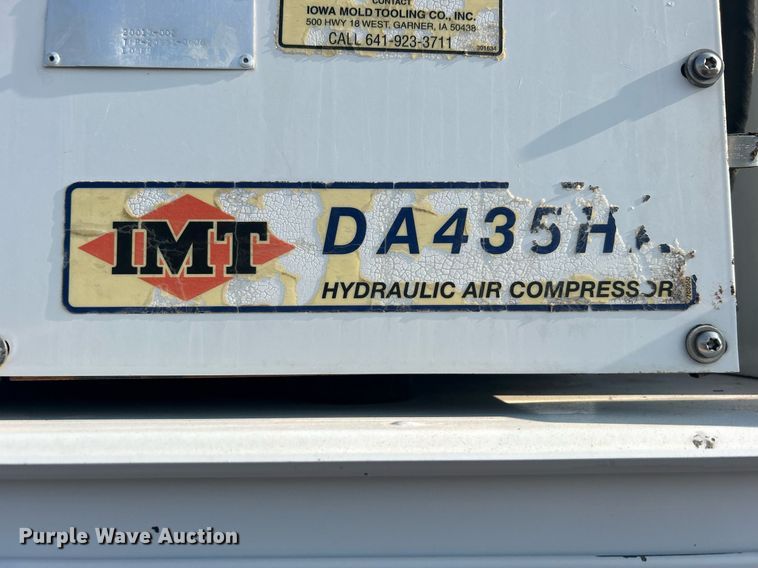 CONTACT
IOWA MOLD TOOLING CO., INC.
500 HWY 18 WEST, GARNER, IA 50438
CALL 641-923-3711
301634
IMT
DA435H
HYDRAULIC AIR COMPRESSOR
Purple Wave Auction